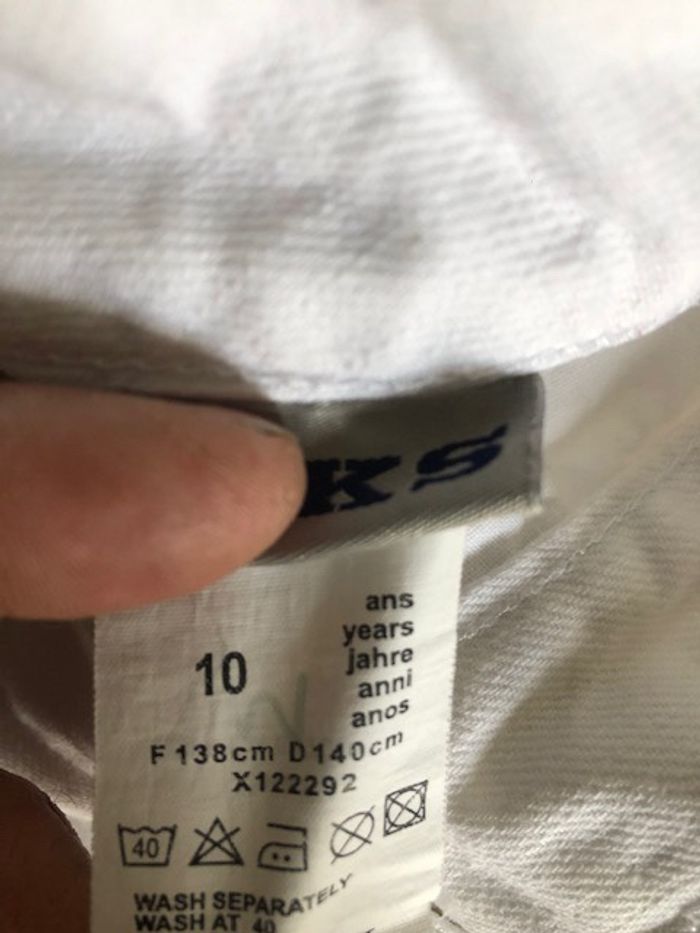 KS
ans
years
10
jahre
anni
anos
F 138cm D 140cm
X122292
40
WASH SEPARATELY
WASH AT 40